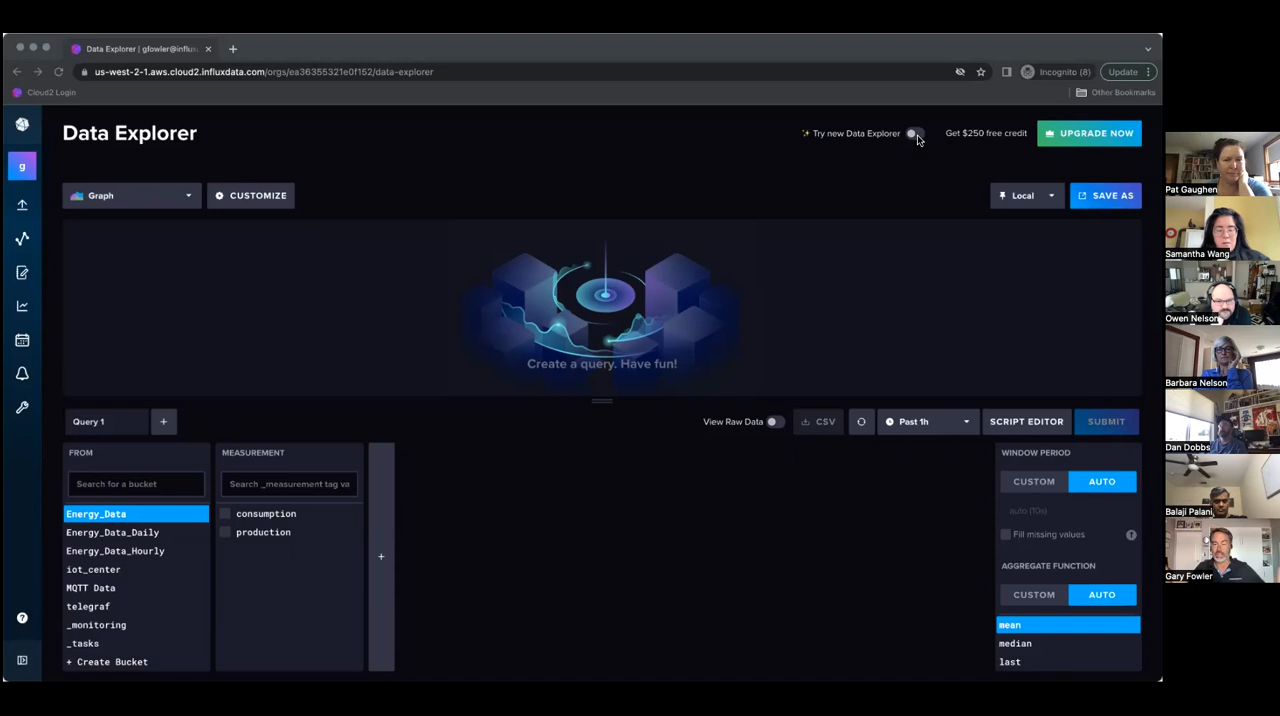 Data Explorer | gfowler@influx
us-west-2-1.aws.cloud2.influxdata.com/orgs/ea36355321e0f152/data-explorer
Incognito (8)
Update
Cloud2 Login
Other Bookmarks
g
Data Explorer
Try new Data Explorer
Get $250 free credit
UPGRADE NOW
Graph
CUSTOMIZE
Local
SAVE AS
Create a query. Have fun!
Query 1
+
View Raw Data
CSV
Past 1h
SCRIPT EDITOR
SUBMIT
FROM
Search for a bucket
Energy_Data
Energy_Data_Daily
Energy_Data_Hourly
iot_center
MQTT Data
telegraf
_monitoring
_tasks
+ Create Bucket
MEASUREMENT
Search _measurement tag va
consumption
production
+
WINDOW PERIOD
CUSTOM
AUTO
auto (10s)
Fill missing values
?
AGGREGATE FUNCTION
CUSTOM
AUTO
mean
median
last
Pat Gaughen
Samantha Wang
Owen Nelson
Barbara Nelson
Dan Dobbs
Balaji Palani
Gary Fowler